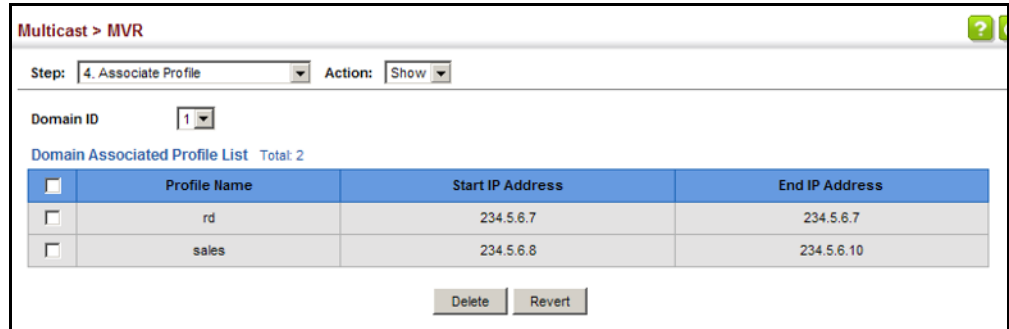 Multicast > MVR
?
Step: 4. Associate Profile Action: Show
Domain ID 1
Domain Associated Profile List Total: 2
Profile Name Start IP Address End IP Address
rd 234.5.6.7 234.5.6.7
sales 234.5.6.8 234.5.6.10
Delete Revert